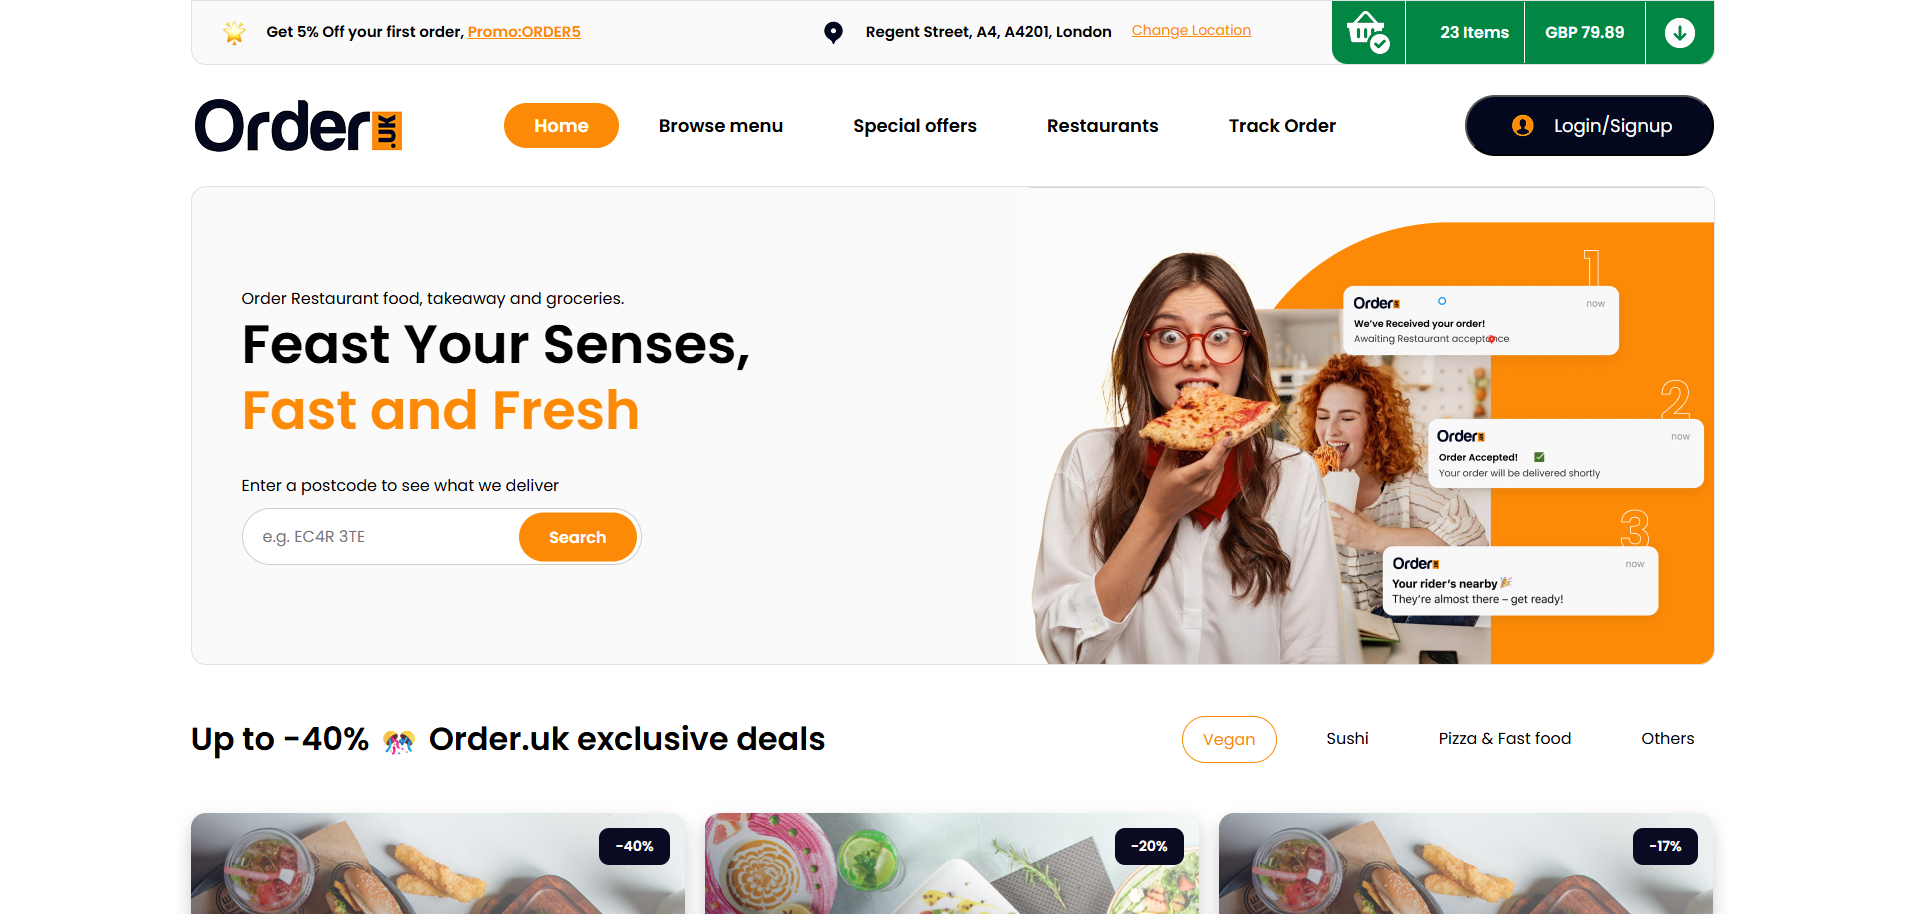 Get 5% Off your first order, Promo:ORDER5
Regent Street, A4, A4201, London
Change Location
23 Items
GBP 79.89
Order.uk
Home
Browse menu
Special offers
Restaurants
Track Order
Login/Signup
Order Restaurant food, takeaway and groceries.
Feast Your Senses,
Fast and Fresh
Enter a postcode to see what we deliver
e.g. EC4R 3TE
Search
1
Order
now
We've Received your order!
Awaiting Restaurant acceptence
2
Order
now
Order Accepted!
Your order will be delivered shortly
3
Order
now
Your rider's nearby
They're almost there – get ready!
Up to -40% Order.uk exclusive deals
Vegan
Sushi
Pizza & Fast food
Others
-40%
-20%
-17%